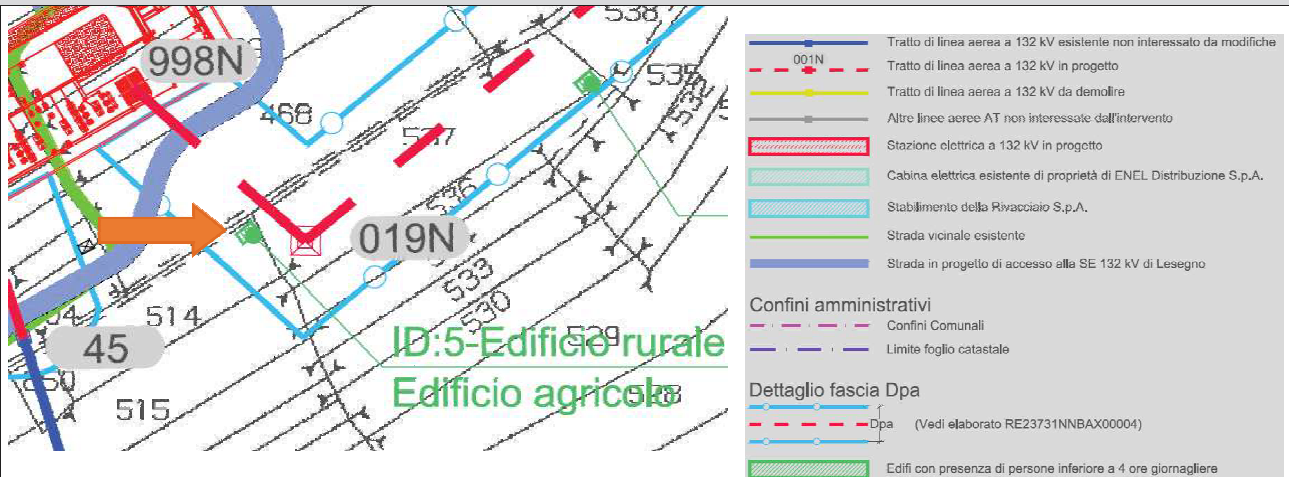 538
998N
535
532
468
537
536
019N
533
530
514
529
45
ID:5-Edificio rurale
Edificio agricolo
528
515
Tratto di linea aerea a 132 kV esistente non interessato da modifiche
001N
Tratto di linea aerea a 132 kV in progetto
Tratto di linea aerea a 132 kV da demolire
Altre linee aeree AT non interessate dall'intervento
Stazione elettrica a 132 kV in progetto
Cabina elettrica esistente di proprietà di ENEL Distribuzione S.p.A.
Stabilimento della Rivacciaio S.p.A.
Strada vicinale esistente
Strada in progetto di accesso alla SE 132 kV di Lesegno
Confini amministrativi
Confini Comunali
Limite foglio catastale
Dettaglio fascia Dpa
Dpa (Vedi elaborato RE23731NNBAX00004)
Edifi con presenza di persone inferiore a 4 ore giornagliere